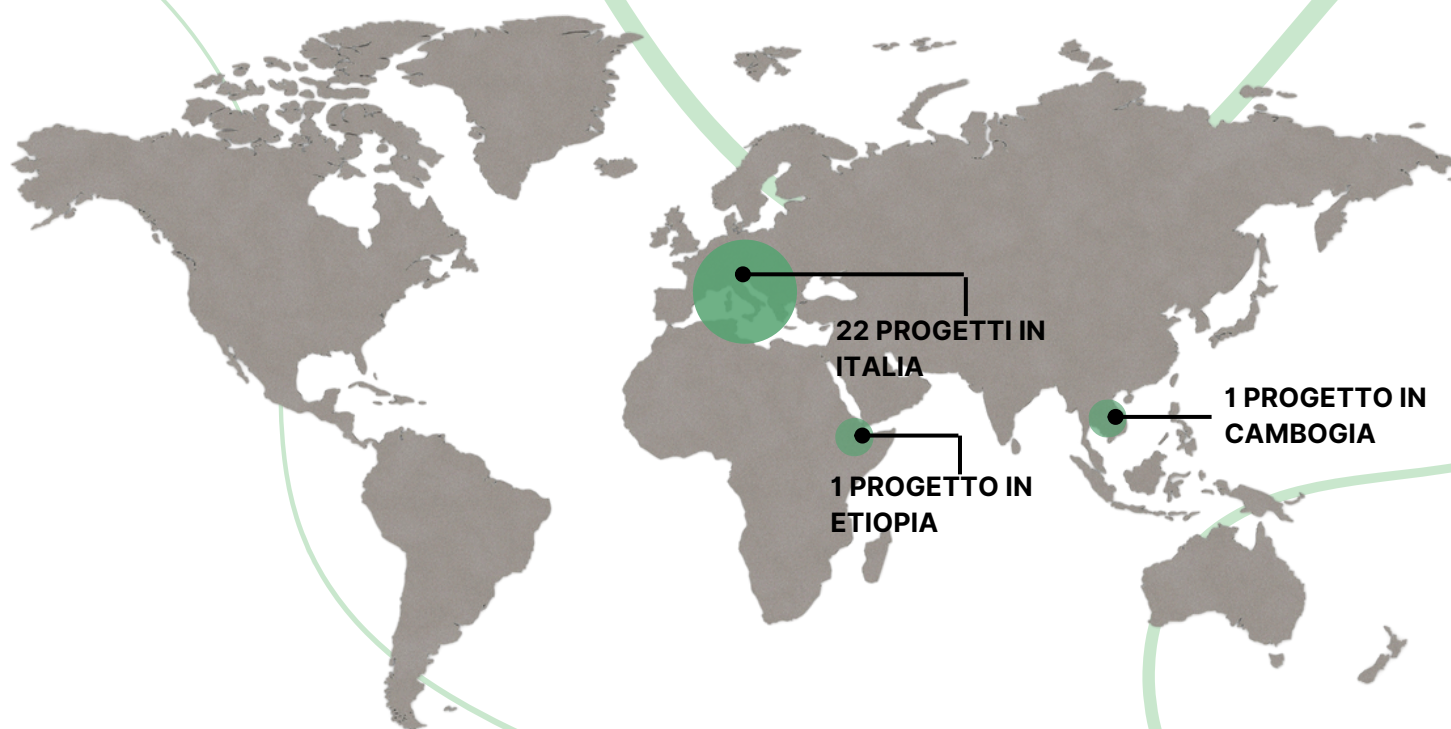 22 PROGETTI IN
ITALIA
1 PROGETTO IN
CAMBOGIA
1 PROGETTO IN
ETIOPIA